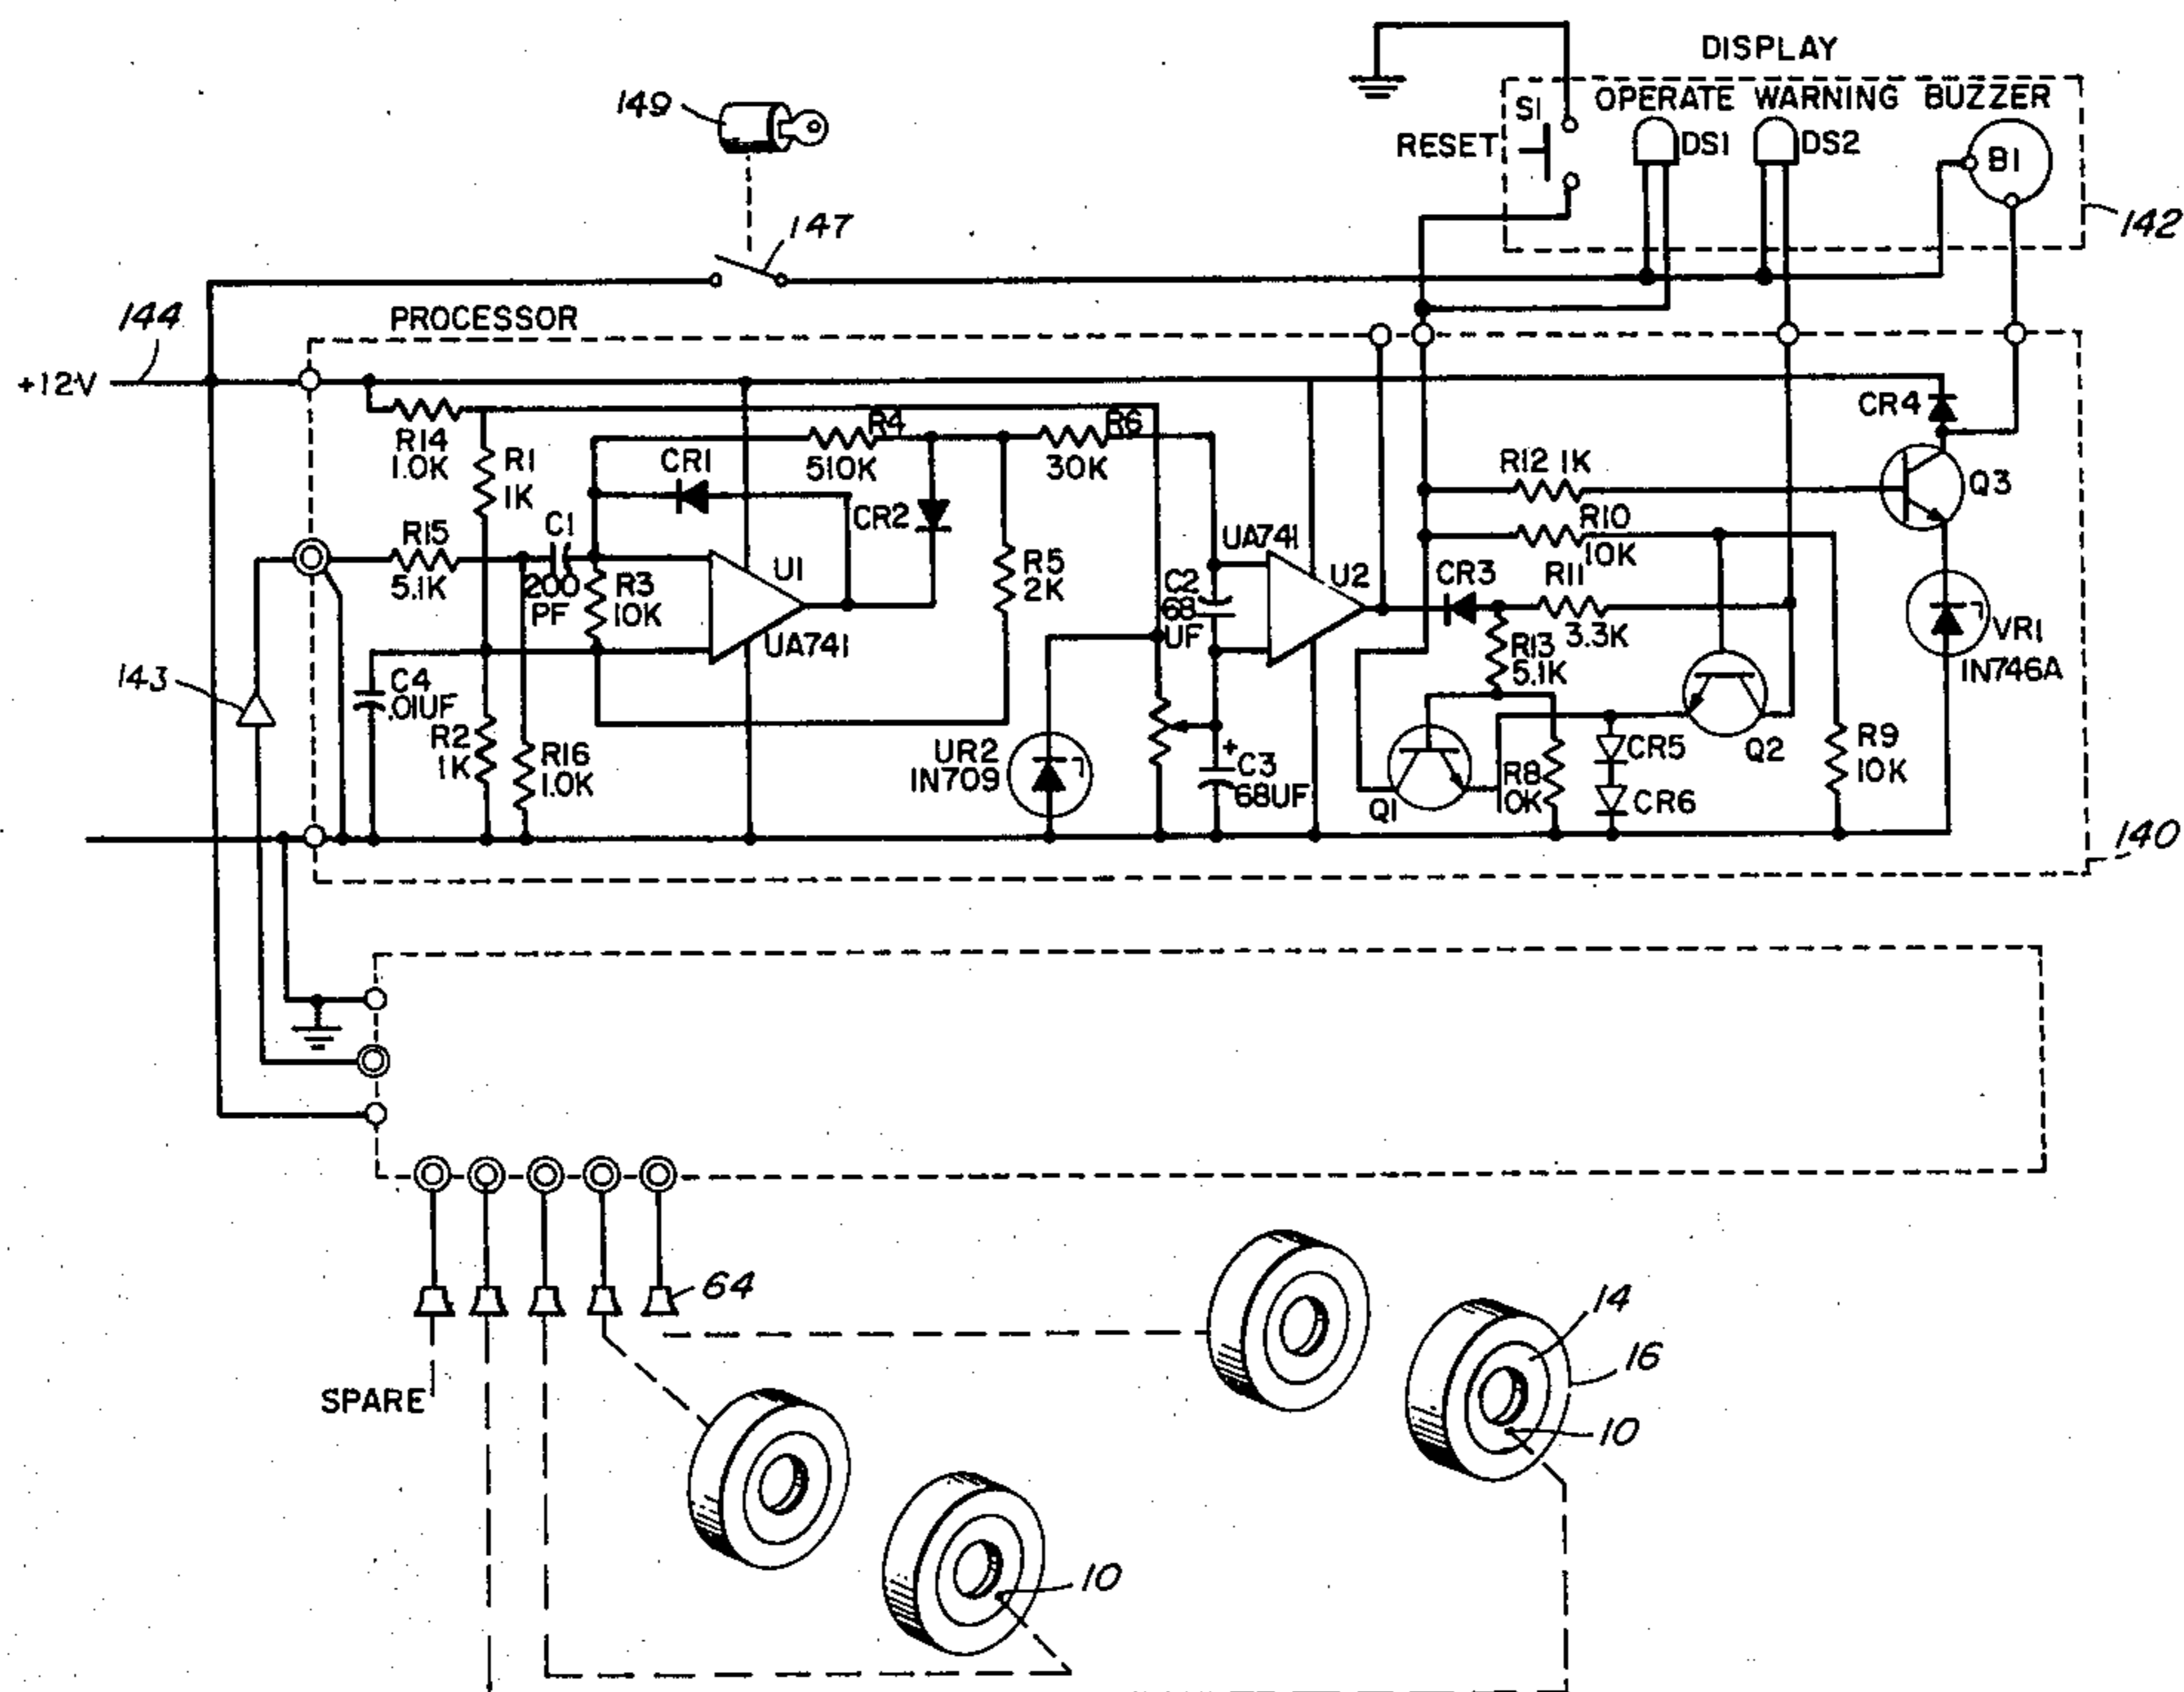 DISPLAY
OPERATE WARNING BUZZER
S1
RESET
DS1
DS2
B1
142
149
147
144
PROCESSOR
+12V
R14
1.0K
R1
1K
R4
510K
R6
30K
CR1
CR2
CR4
R12 1K
Q3
R15
5.1K
C1
200
PF
R3
10K
U1
UA741
R5
2K
C2
68
UF
UA741
U2
CR3
R10
10K
R11
3.3K
R13
5.1K
VR1
IN746A
143
C4
.01UF
R2
1K
R16
1.0K
UR2
IN709
+
C3
68UF
Q1
R8
10K
CR5
CR6
Q2
R9
10K
140
64
SPARE
14
16
10
10